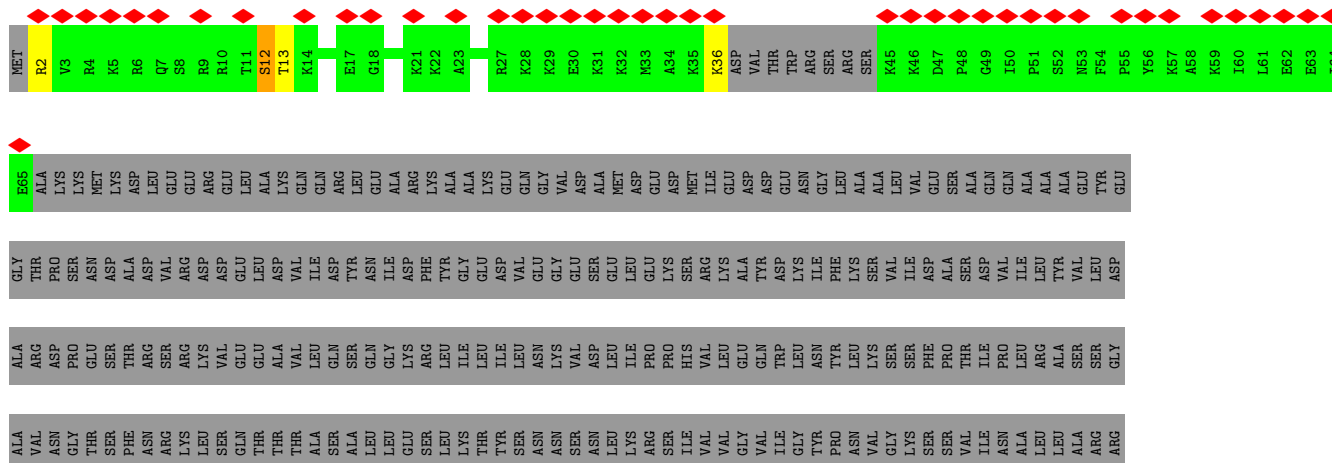 MET R2 V3 R4 K5 R6 Q7 S8 R9 R10 T11 S12 T13 K14 E17 G18 K21 K22 A23 R27 K28 K29 E30 K31 K32 M33 A34 K35 K36 ASP VAL THR TRP ARG SER ARG SER K45 K46 D47 P48 G49 I50 P51 S52 N53 F54 P55 Y56 K57 A58 K59 I60 L61 E62 E63
E65 ALA LYS LYS MET LYS ASP LEU GLU GLU ARG GLU LEU ALA LYS GLN GLN ARG LEU GLU ALA ARG LYS ALA ALA LYS GLU GLN GLY VAL ASP ALA MET ASP GLU ASP MET ILE GLU ASP ASP GLU ASN GLY LEU ALA ALA LEU VAL GLU SER ALA GLN GLN ALA ALA ALA GLU TYR GLU
GLY THR PRO SER ASN ASP ALA ASP VAL ARG ASP ASP GLU LEU ASP VAL ILE ASP TYR ASN ILE ASP PHE TYR GLY GLU ASP VAL GLU GLY GLU SER GLU LEU GLU LYS SER ARG LYS ALA TYR ASP LYS ILE PHE LYS SER VAL ILE ASP ALA SER ASP VAL ILE LEU TYR VAL LEU ASP
ALA ARG ASP PRO GLU SER THR ARG SER ARG LYS VAL GLU GLU ALA VAL LEU GLN SER GLN GLY LYS ARG LEU ILE LEU ILE LEU ASN LYS VAL ASP LEU ILE PRO PRO HIS VAL LEU GLU GLN TRP LEU ASN TYR LEU LYS SER SER PHE PRO THR ILE PRO LEU ARG ALA SER SER GLY
ALA VAL ASN GLY THR SER PHE ASN ARG LYS LEU SER GLN THR THR THR ALA SER ALA LEU LEU GLU SER LEU LYS THR TYR SER ASN ASN SER ASN LEU LYS ARG SER ILE VAL VAL GLY VAL ILE GLY TYR PRO ASN VAL GLY LYS SER SER VAL ILE ASN ALA LEU LEU ALA ARG ARG